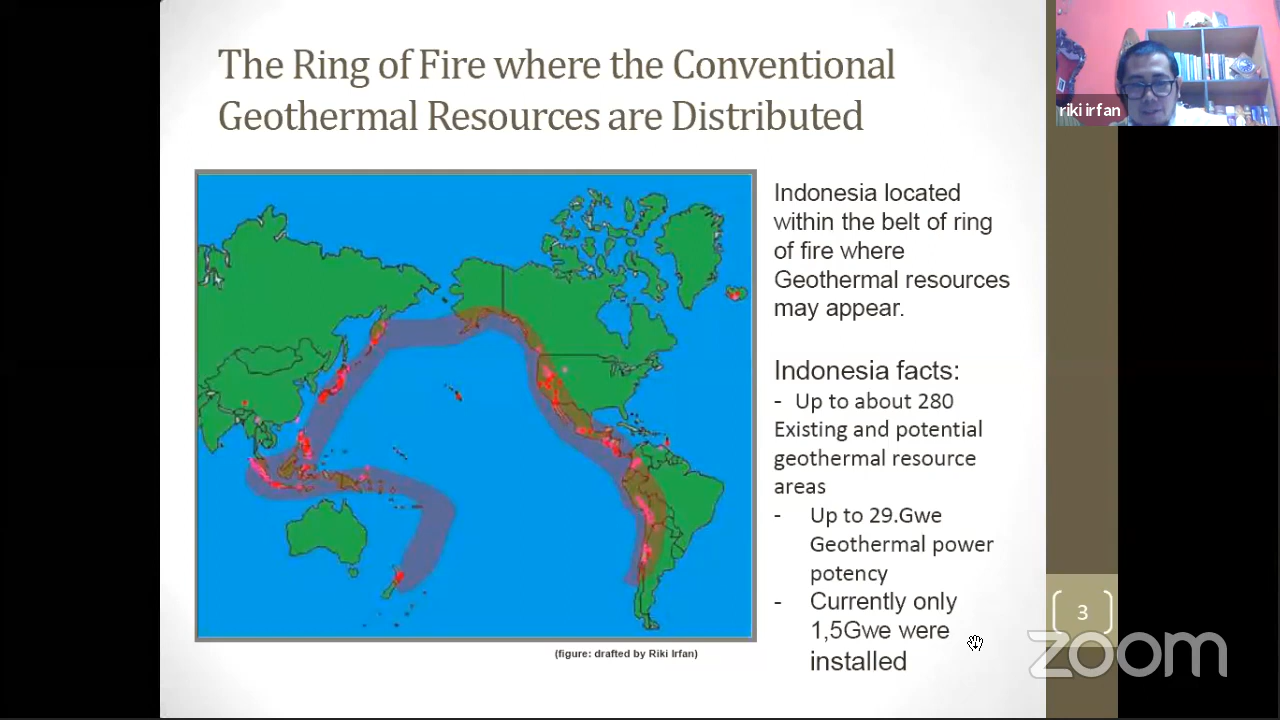 The Ring of Fire where the Conventional
Geothermal Resources are Distributed
riki irfan
Indonesia located
within the belt of ring
of fire where
Geothermal resources
may appear.
Indonesia facts:
- Up to about 280
Existing and potential
geothermal resource
areas
- Up to 29.Gwe
Geothermal power
potency
- Currently only
1,5Gwe were
installed
(figure: drafted by Riki Irfan)
3
zoom